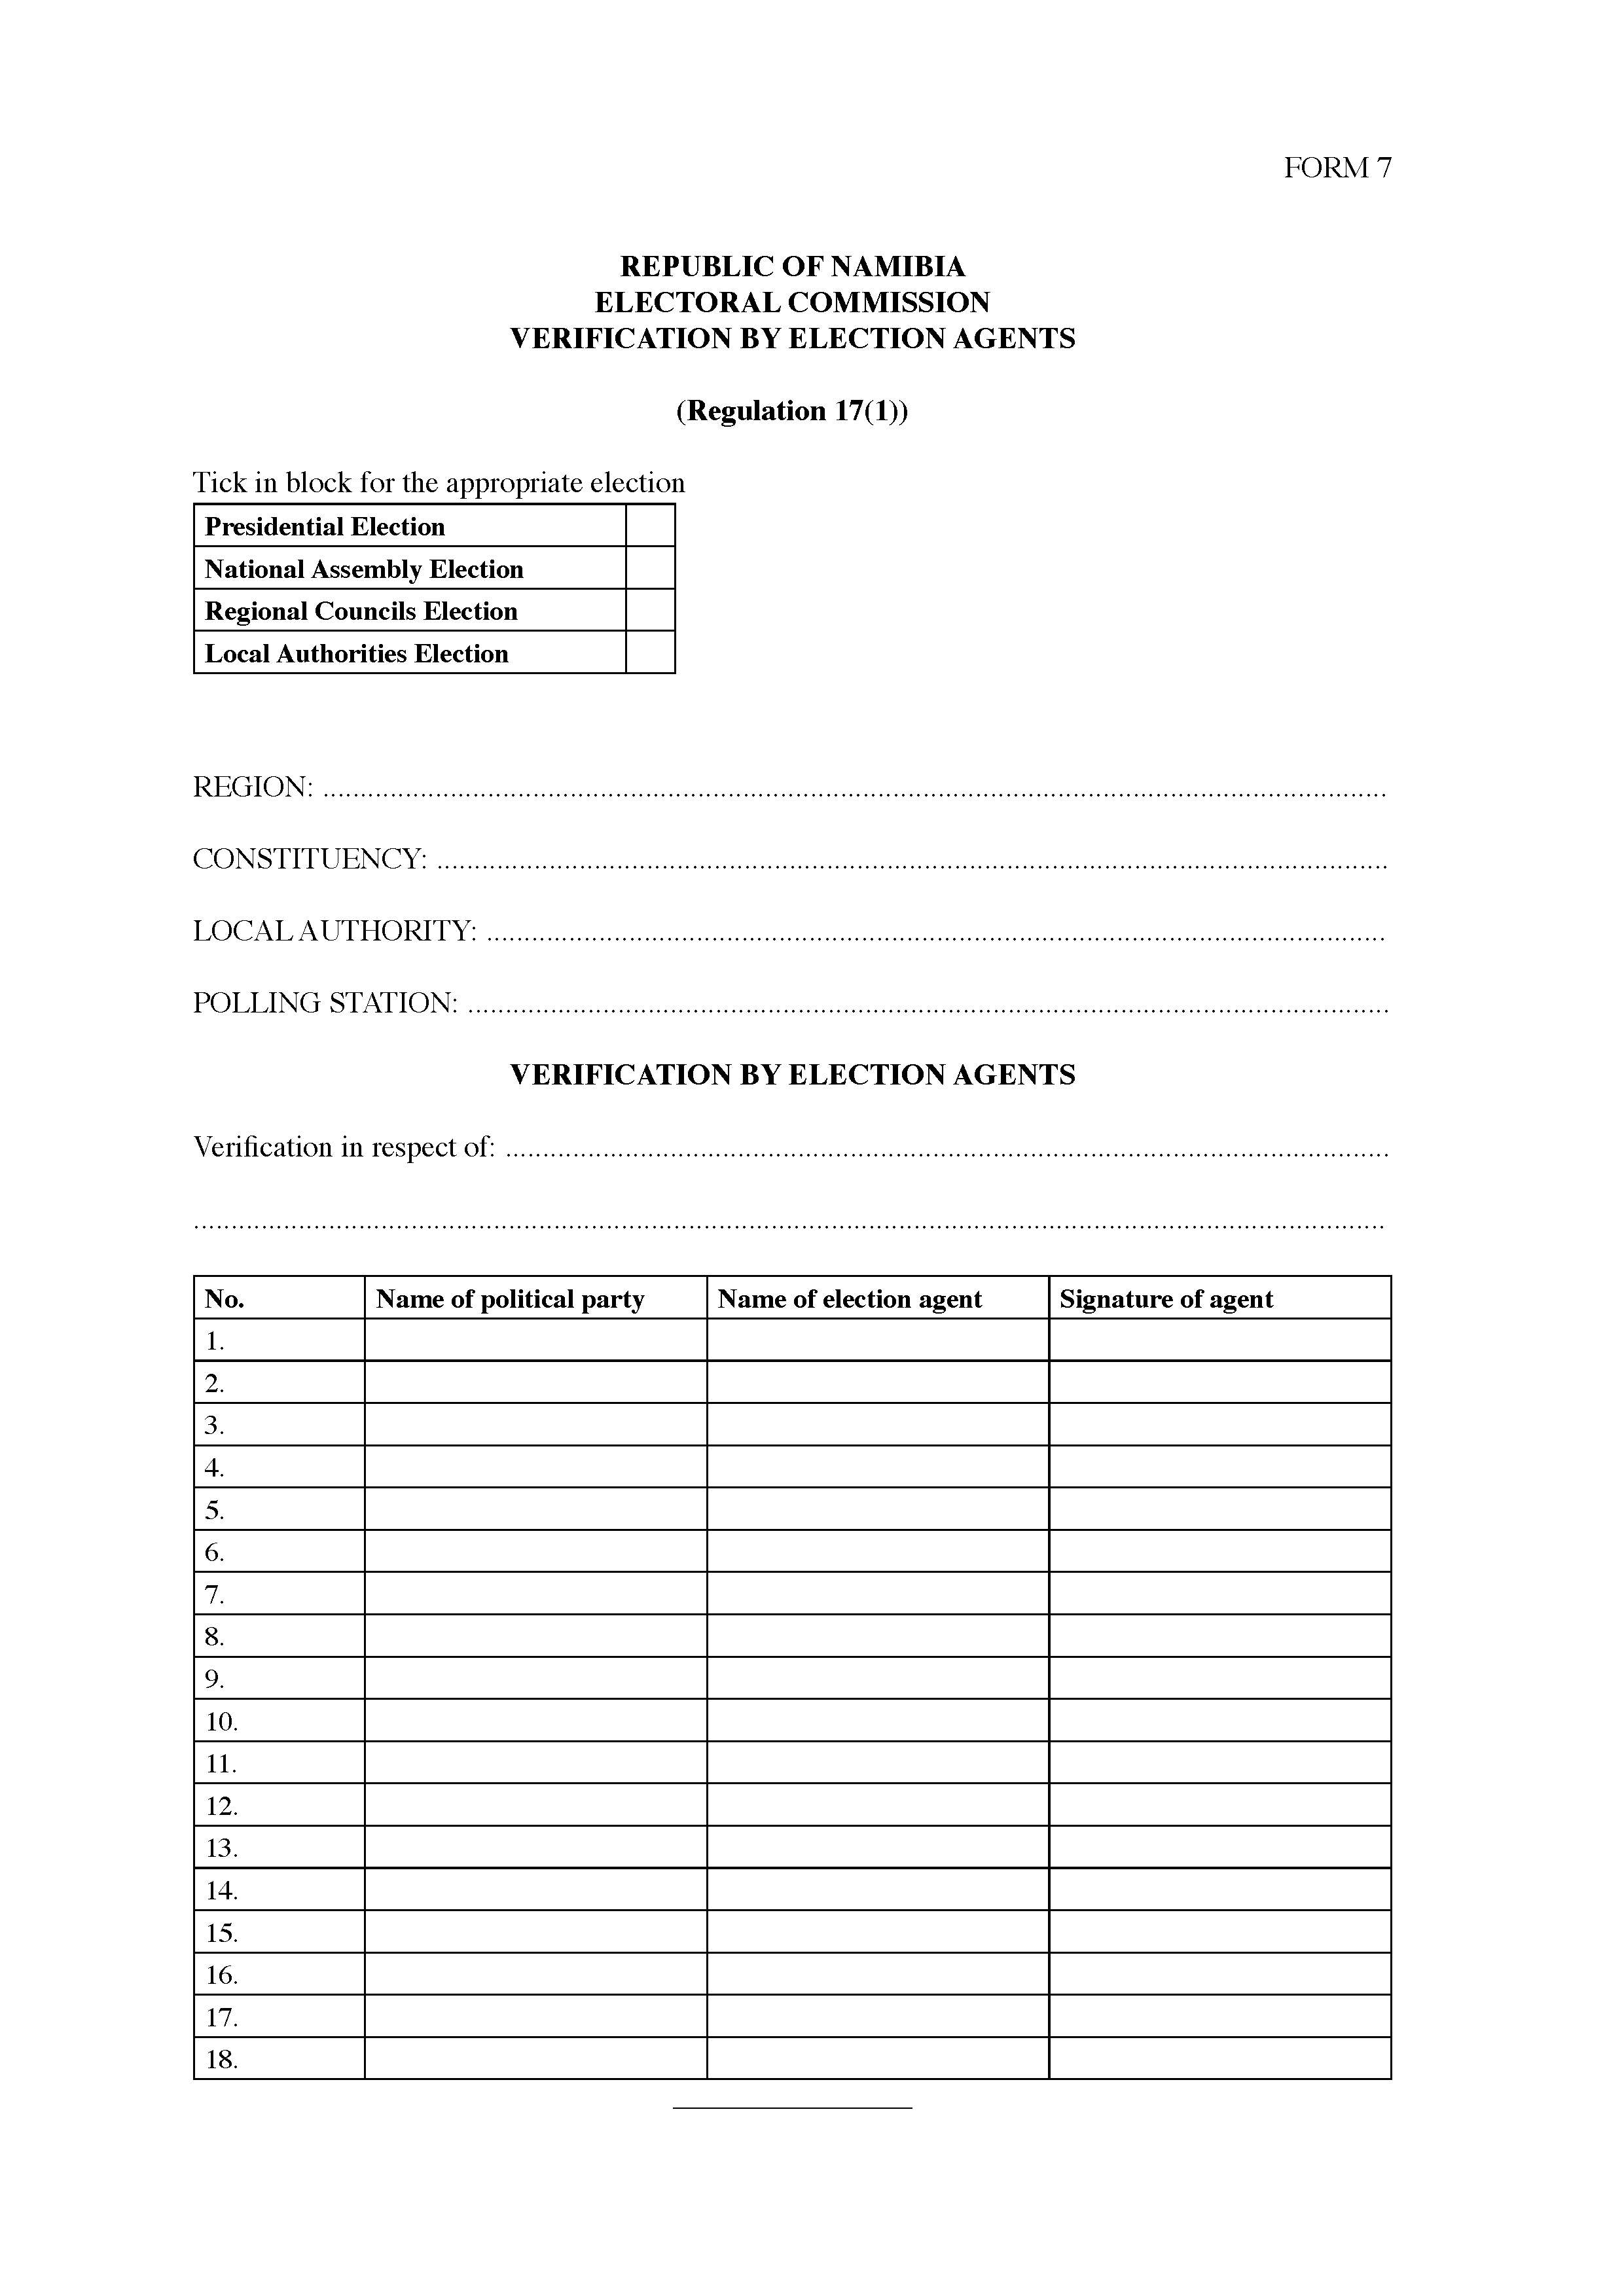 FORM 7
REPUBLIC OF NAMIBIA
ELECTORAL COMMISSION
VERIFICATION BY ELECTION AGENTS
(Regulation 17(1))
Tick in block for the appropriate election
Presidential Election
National Assembly Election
Regional Councils Election
Local Authorities Election
REGION: ..............................................................................................................................................
CONSTITUENCY: ...............................................................................................................................
LOCAL AUTHORITY: ........................................................................................................................
POLLING STATION: ...........................................................................................................................
VERIFICATION BY ELECTION AGENTS
Verification in respect of: ......................................................................................................................
...............................................................................................................................................................
No. Name of political party Name of election agent Signature of agent
1.
2.
3.
4.
5.
6.
7.
8.
9.
10.
11.
12.
13.
14.
15.
16.
17.
18.